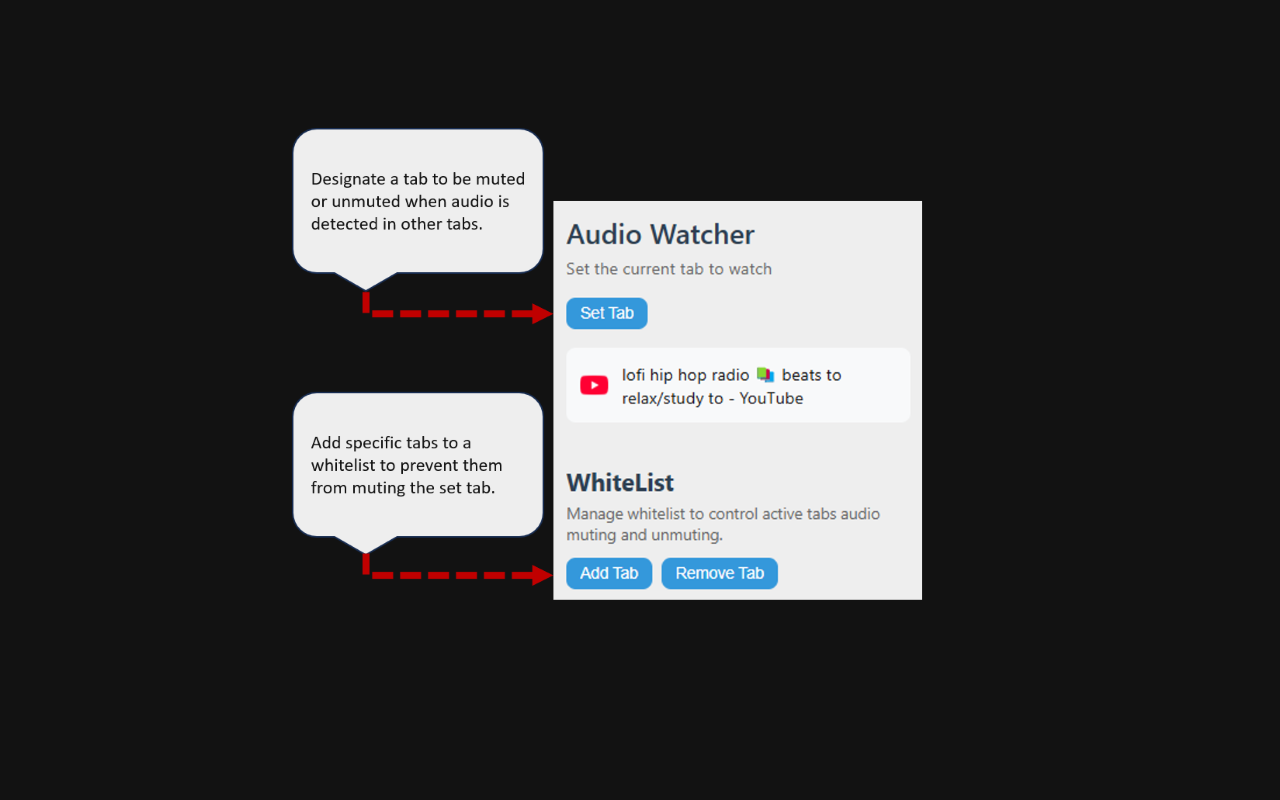 Designate a tab to be muted
or unmuted when audio is
detected in other tabs.
Audio Watcher
Set the current tab to watch
Set Tab
lofi hip hop radio 📚 beats to
relax/study to - YouTube
Add specific tabs to a
whitelist to prevent them
from muting the set tab.
WhiteList
Manage whitelist to control active tabs audio
muting and unmuting.
Add Tab Remove Tab